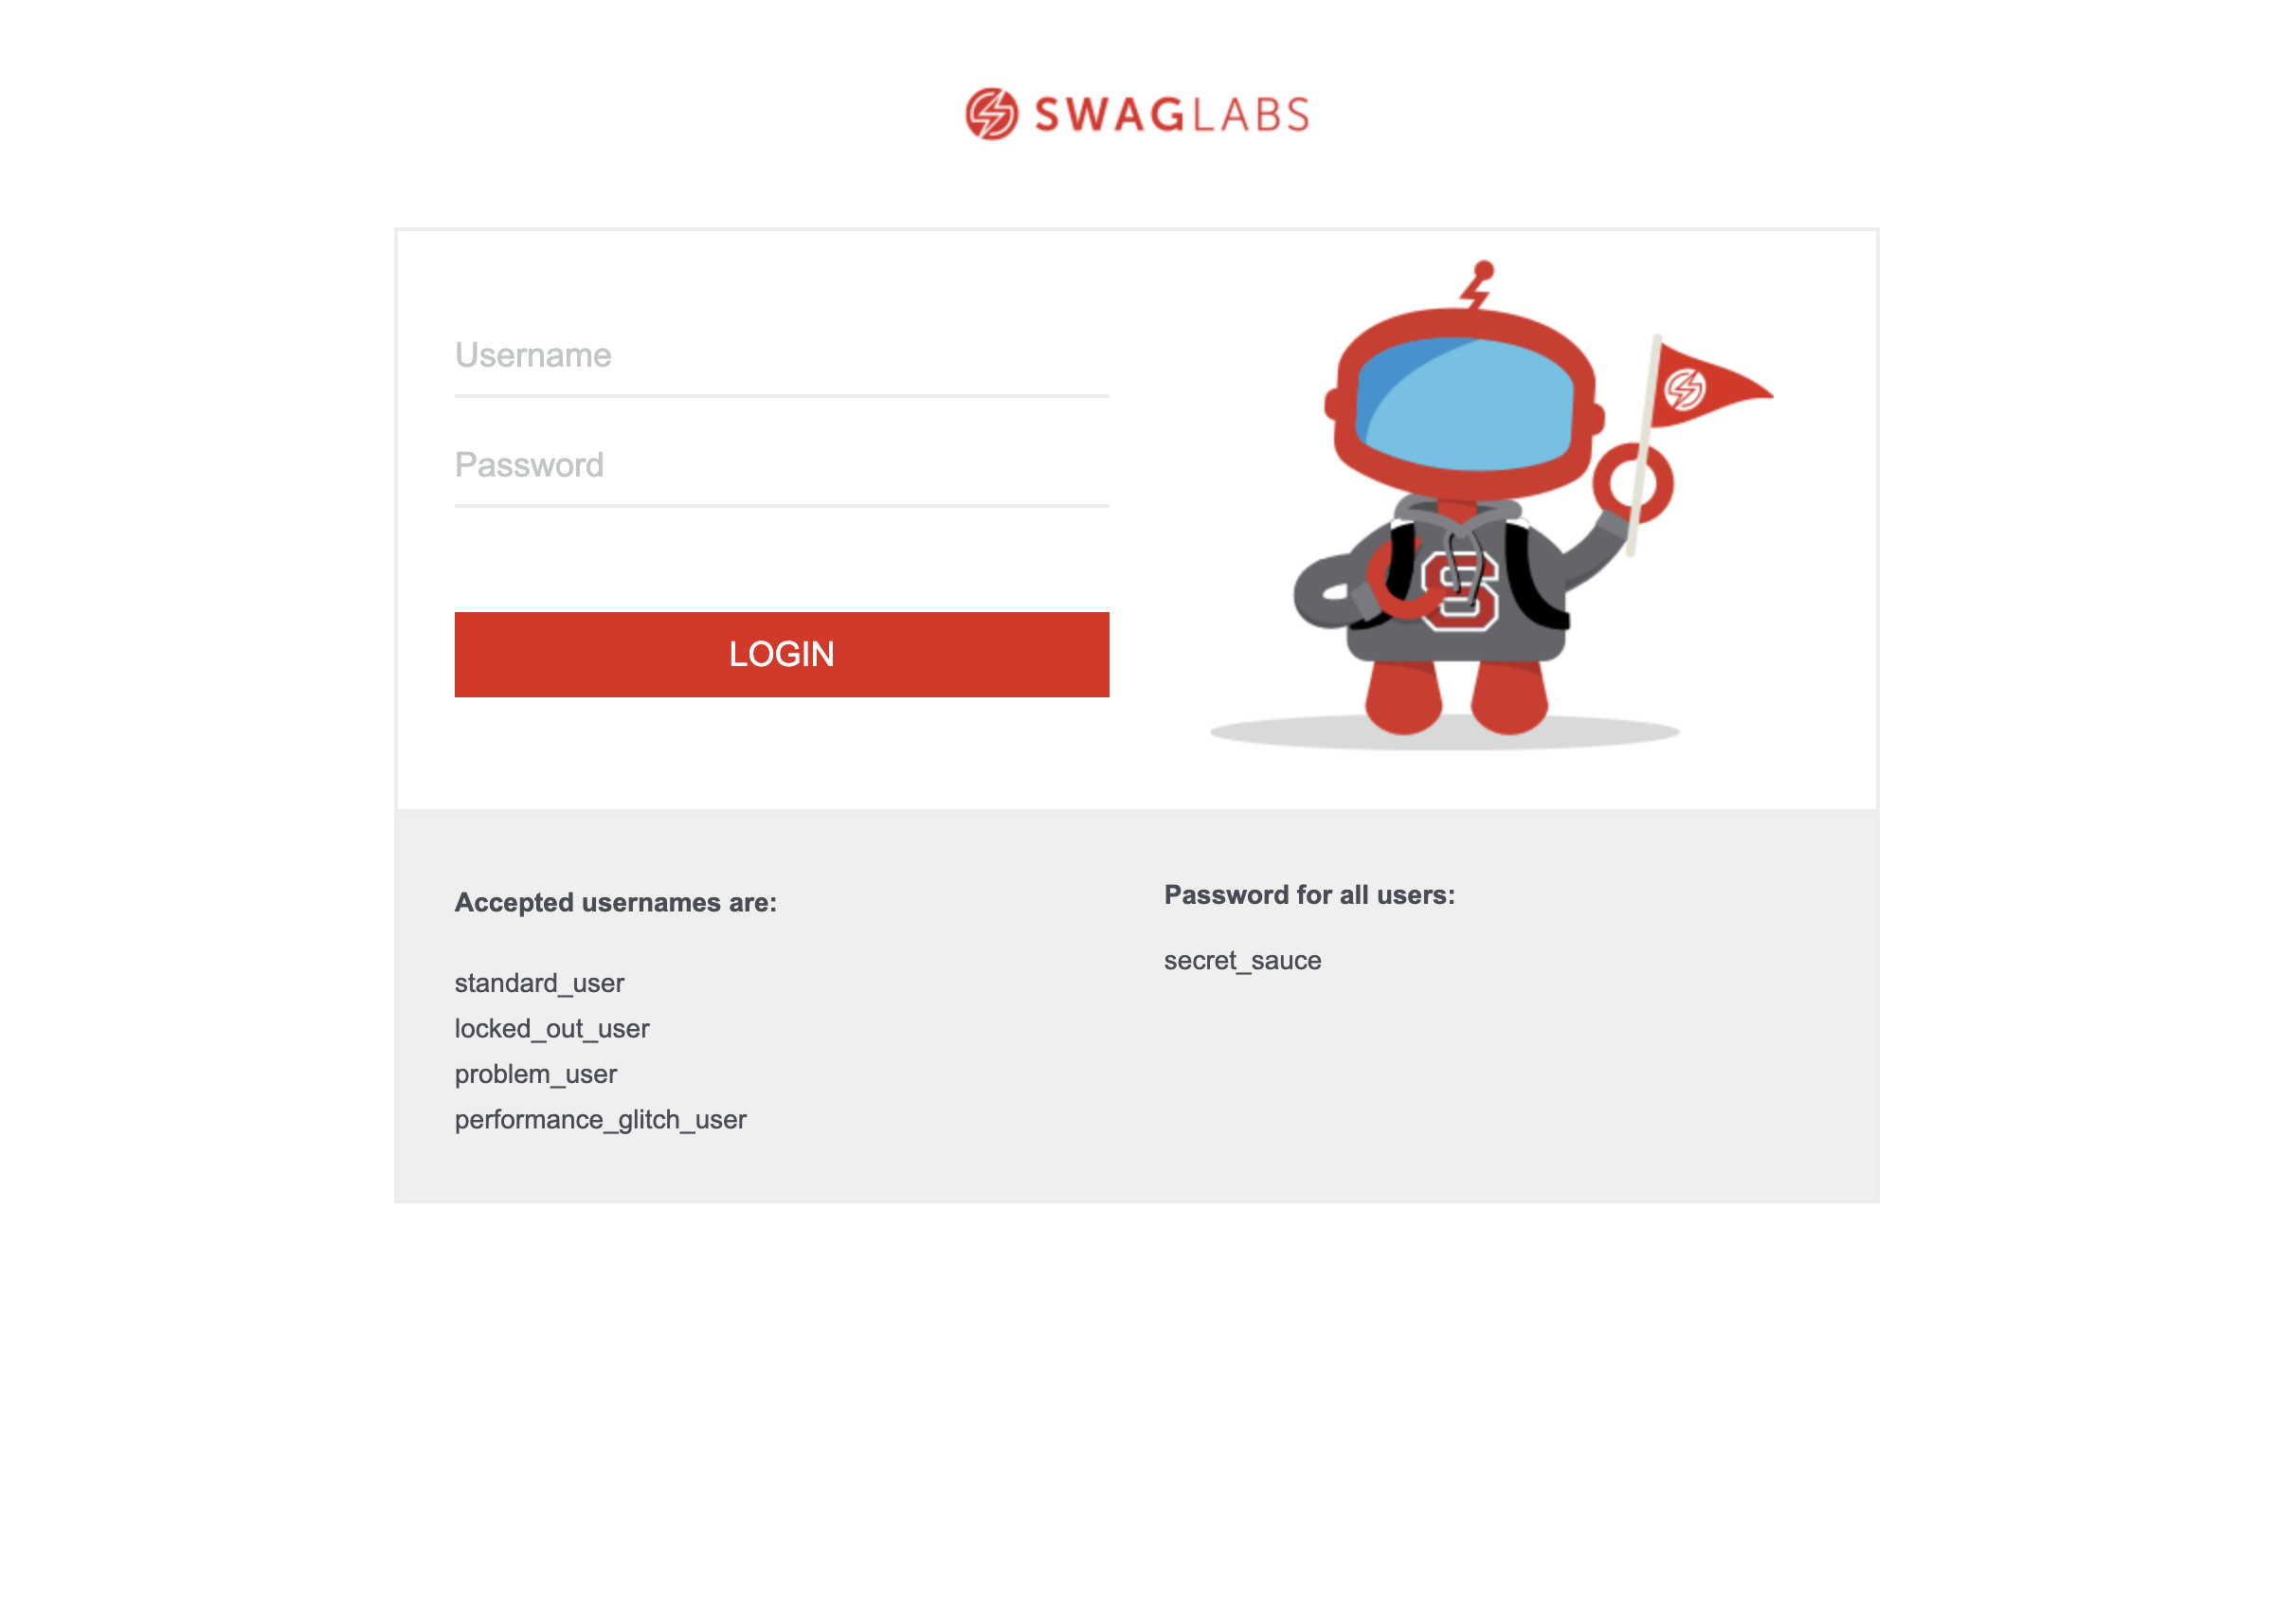 SWAGLABS
Username
Password
S
LOGIN
Accepted usernames are:
standard_user
locked_out_user
problem_user
performance_glitch_user
Password for all users:
secret_sauce